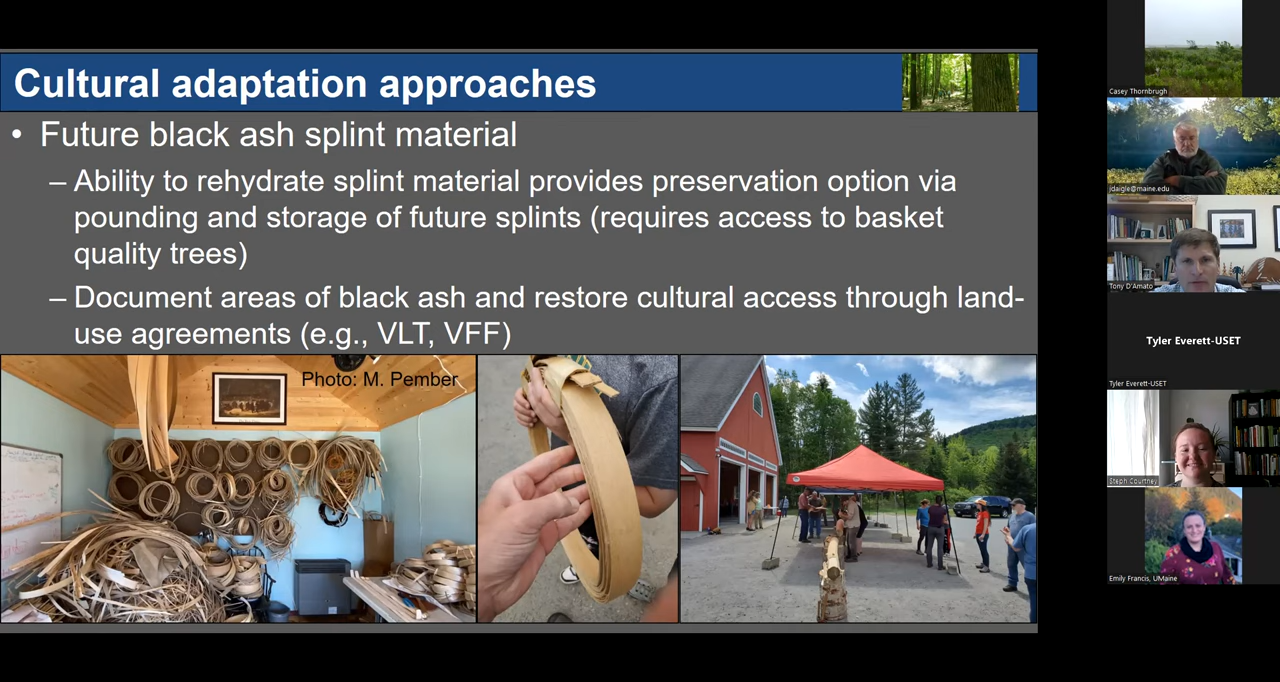 Cultural adaptation approaches
• Future black ash splint material
– Ability to rehydrate splint material provides preservation option via
pounding and storage of future splints (requires access to basket
quality trees)
– Document areas of black ash and restore cultural access through land-
use agreements (e.g., VLT, VFF)
Photo: M. Pember
Casey Thornbrugh
jdaigle@maine.edu
Tony D'Amato
Tyler Everett-USET
Tyler Everett-USET
Steph Courtney
Emily Francis, UMaine